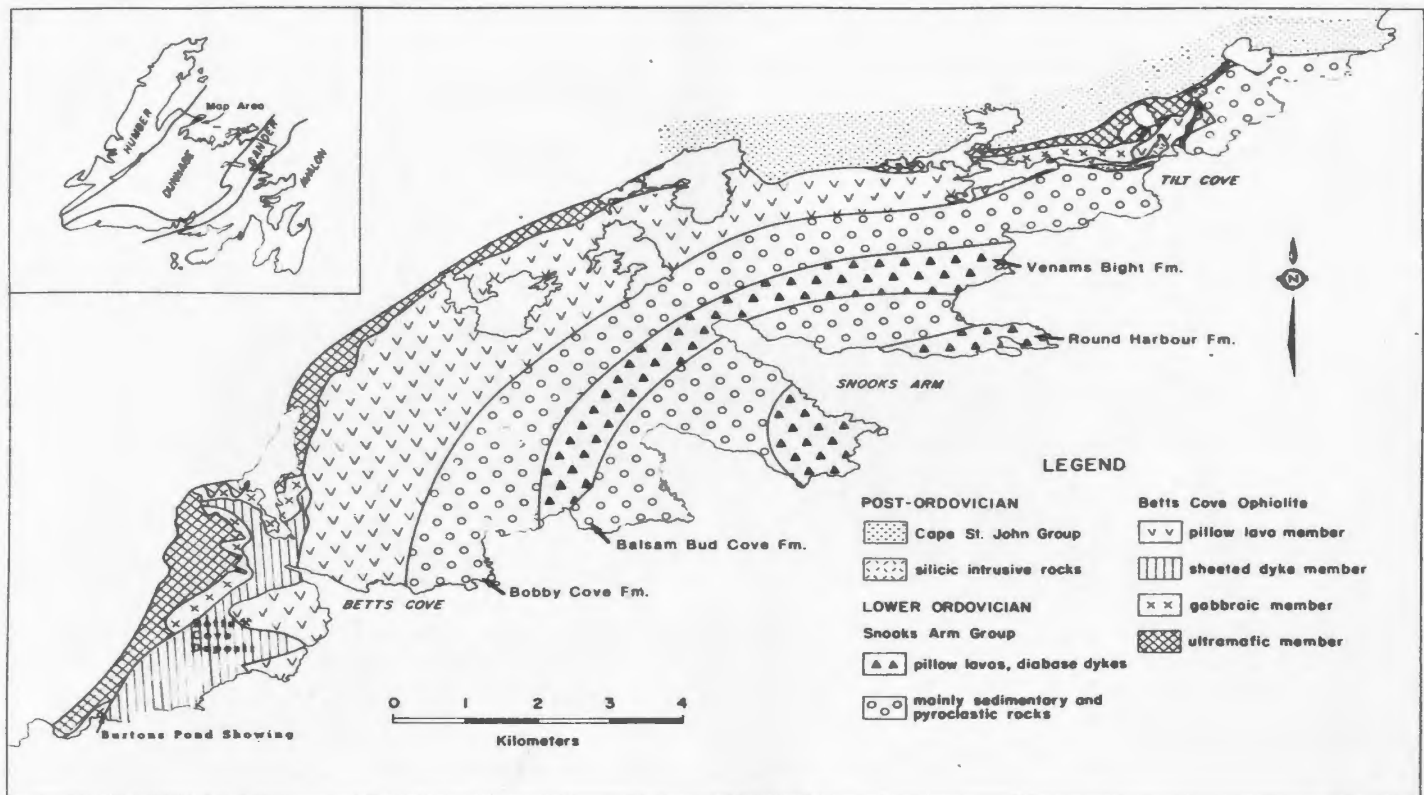 Map Area
HUMBER
DUNNAGE
GANDER
AVALON
TILT COVE
Venams Bight Fm.
N
Round Harbour Fm.
SNOOKS ARM
Balsam Bud Cove Fm.
Bobby Cove Fm.
BETTS COVE
Betts
Cove
Deposit
Burtons Pond Showing
0 1 2 3 4
Kilometers
LEGEND
POST-ORDOVICIAN
Cape St. John Group
silicic intrusive rocks
LOWER ORDOVICIAN
Snooks Arm Group
pillow lavas, diabase dykes
mainly sedimentary and
pyroclastic rocks
Betts Cove Ophiolite
pillow lava member
sheeted dyke member
gabbroic member
ultramafic member